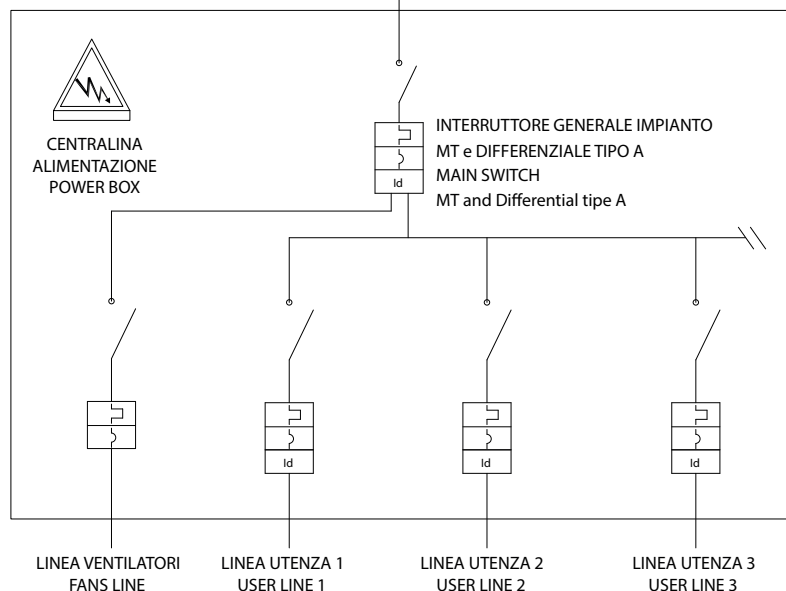 CENTRALINA
ALIMENTAZIONE
POWER BOX
INTERRUTTORE GENERALE IMPIANTO
MT e DIFFERENZIALE TIPO A
MAIN SWITCH
MT and Differential tipe A
Id
Id
Id
Id
LINEA VENTILATORI
FANS LINE
LINEA UTENZA 1
USER LINE 1
LINEA UTENZA 2
USER LINE 2
LINEA UTENZA 3
USER LINE 3